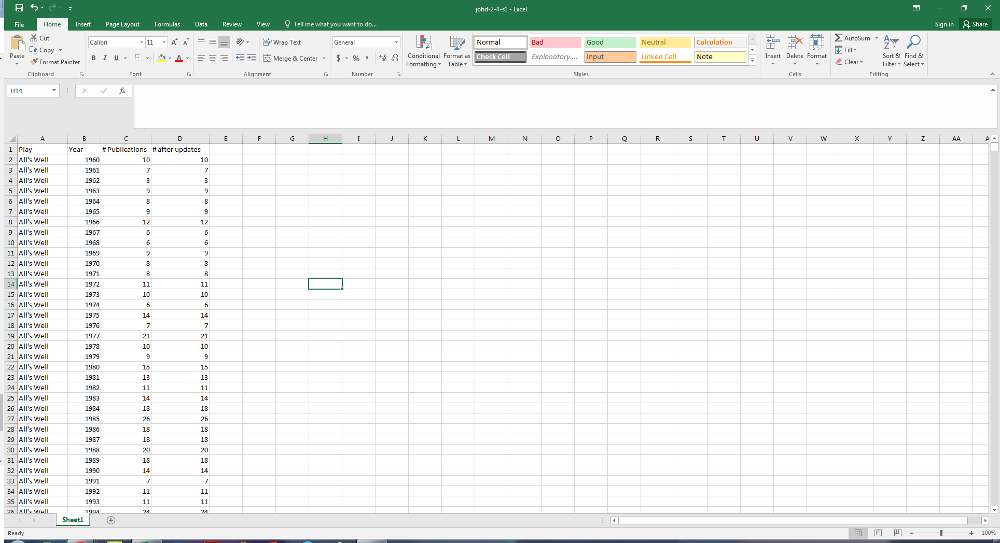 johd-2-4-s1 - Excel
File Home Insert Page Layout Formulas Data Review View Tell me what you want to do... Sign in Share
Paste Cut Copy Format Painter
Calibri 11 A A
B I U
Wrap Text
Merge & Center
General
$ % ,
Conditional Formatting Format as Table
Normal Bad Good Neutral Calculation
Check Cell Explanatory ... Input Linked Cell Note
Insert Delete Format
AutoSum Fill Clear
Sort & Filter Find & Select
Clipboard Font Alignment Number Styles Cells Editing
H14 fx
A B C D E F G H I J K L M N O P Q R S T U V W X Y Z AA
1 Play Year # Publications # after updates
2 All's Well 1960 10 10
3 All's Well 1961 7 7
4 All's Well 1962 3 3
5 All's Well 1963 9 9
6 All's Well 1964 8 8
7 All's Well 1965 9 9
8 All's Well 1966 12 12
9 All's Well 1967 6 6
10 All's Well 1968 6 6
11 All's Well 1969 9 9
12 All's Well 1970 8 8
13 All's Well 1971 8 8
14 All's Well 1972 11 11
15 All's Well 1973 10 10
16 All's Well 1974 6 6
17 All's Well 1975 14 14
18 All's Well 1976 7 7
19 All's Well 1977 21 21
20 All's Well 1978 10 10
21 All's Well 1979 9 9
22 All's Well 1980 15 15
23 All's Well 1981 13 13
24 All's Well 1982 11 11
25 All's Well 1983 14 14
26 All's Well 1984 18 18
27 All's Well 1985 26 26
28 All's Well 1986 18 18
29 All's Well 1987 18 18
30 All's Well 1988 20 20
31 All's Well 1989 18 18
32 All's Well 1990 14 14
33 All's Well 1991 7 7
34 All's Well 1992 11 11
35 All's Well 1993 11 11
36 All's Well 1994 24 24
Sheet1
Ready 100%